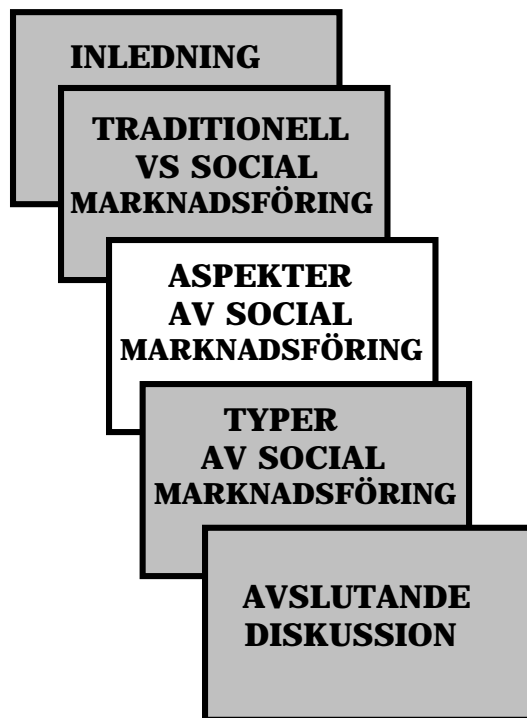 INLEDNING
TRADITIONELL
VS SOCIAL
MARKNADSFÖRING
ASPEKTER
AV SOCIAL
MARKNADSFÖRING
TYPER
AV SOCIAL
MARKNADSFÖRING
AVSLUTANDE
DISKUSSION